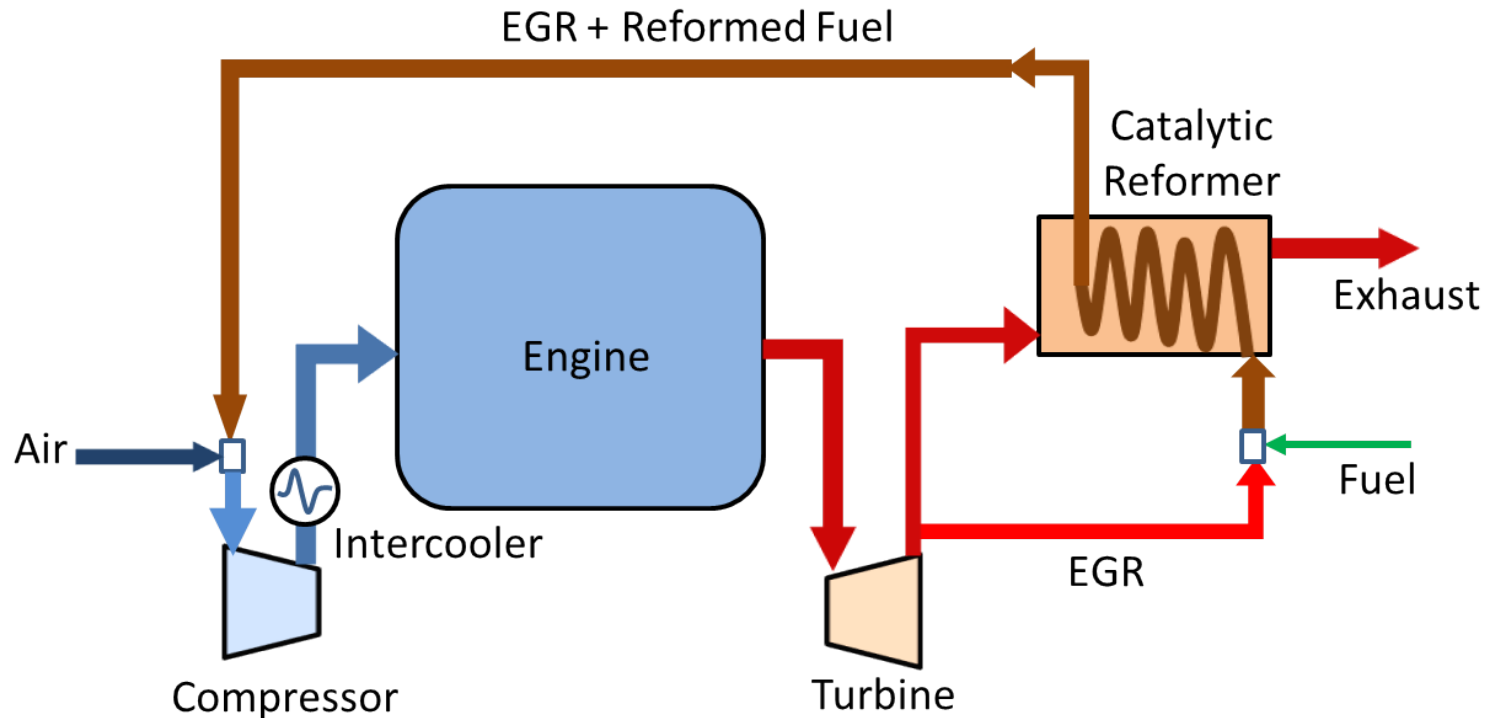 EGR + Reformed Fuel
Catalytic
Reformer
Exhaust
Engine
Air
Fuel
Intercooler
EGR
Compressor
Turbine